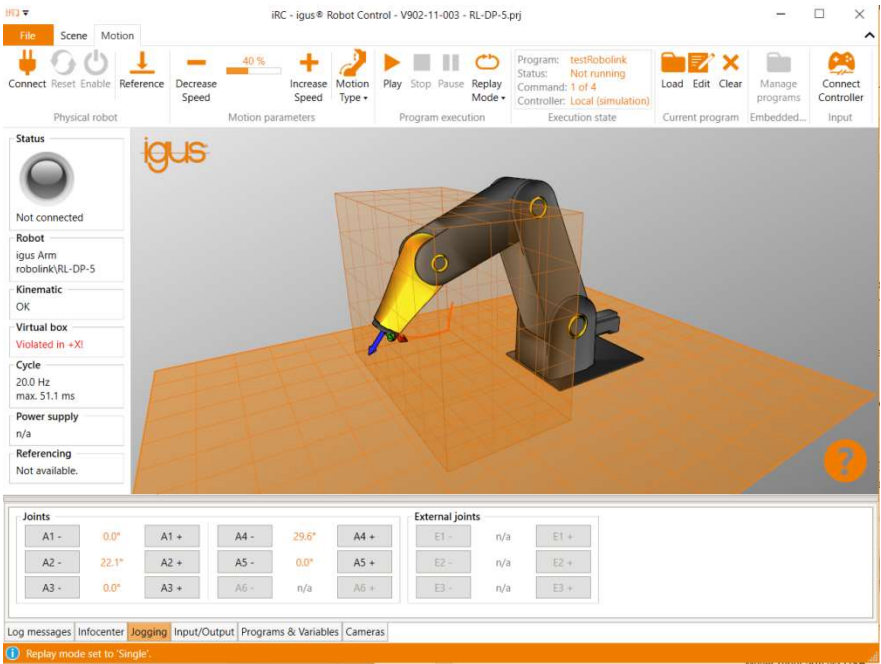 iRC - igus® Robot Control - V902-11-003 - RL-DP-5.prj
File Scene Motion
Connect Reset Enable Reference
Decrease Speed 40 % Increase Speed Motion Type
Play Stop Pause Replay Mode
Program: testRobolink
Status: Not running
Command: 1 of 4
Controller: Local (simulation)
Load Edit Clear
Manage programs
Connect Controller
Physical robot Motion parameters Program execution Execution state Current program Embedded... Input
Status
Not connected
Robot
igus Arm
robolink\RL-DP-5
Kinematic
OK
Virtual box
Violated in +X!
Cycle
20.0 Hz
max. 51.1 ms
Power supply
n/a
Referencing
Not available.
igus
?
Joints External joints
A1 - 0.0° A1 + A4 - 29.6° A4 + E1 - n/a E1 +
A2 - 22.1° A2 + A5 - 0.0° A5 + E2 - n/a E2 +
A3 - 0.0° A3 + A6 - n/a A6 + E3 - n/a E3 +
Log messages Infocenter Jogging Input/Output Programs & Variables Cameras
Replay mode set to 'Single'.